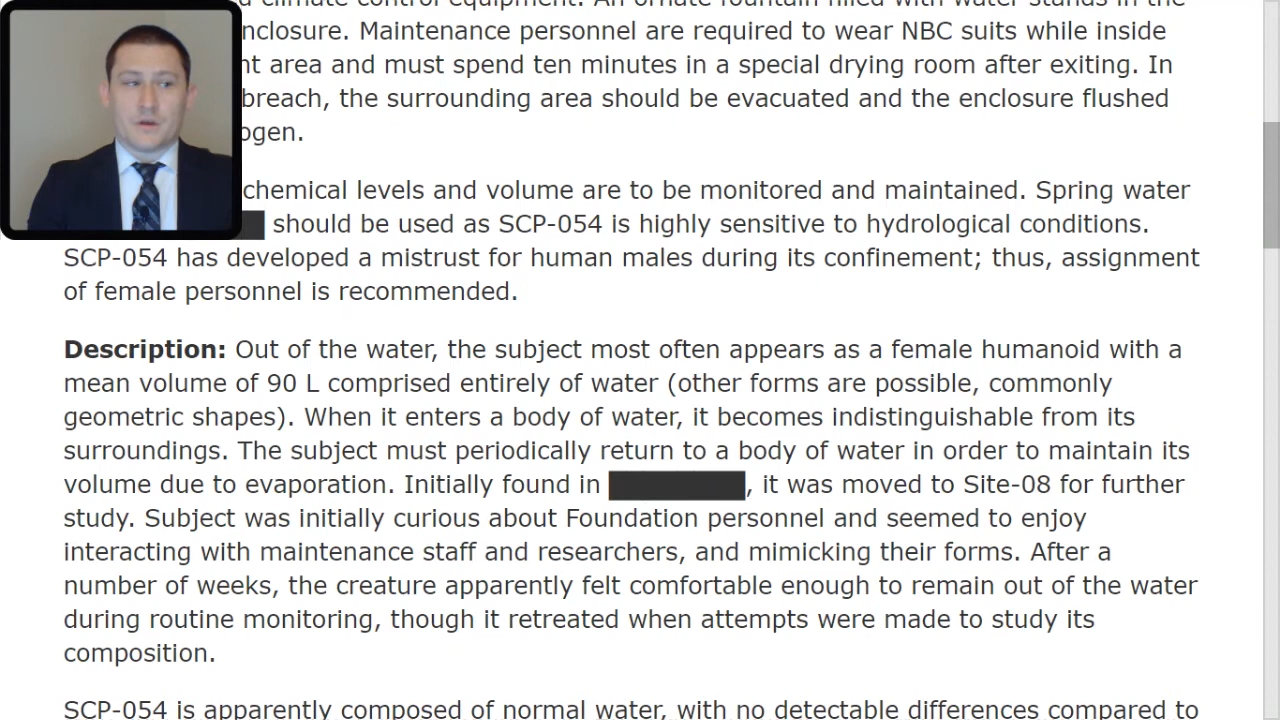 climate control equipment. An ornate fountain filled with water stands in the
nclosure. Maintenance personnel are required to wear NBC suits while inside
nt area and must spend ten minutes in a special drying room after exiting. In
breach, the surrounding area should be evacuated and the enclosure flushed
ogen.
chemical levels and volume are to be monitored and maintained. Spring water
should be used as SCP-054 is highly sensitive to hydrological conditions.
SCP-054 has developed a mistrust for human males during its confinement; thus, assignment
of female personnel is recommended.
Description: Out of the water, the subject most often appears as a female humanoid with a
mean volume of 90 L comprised entirely of water (other forms are possible, commonly
geometric shapes). When it enters a body of water, it becomes indistinguishable from its
surroundings. The subject must periodically return to a body of water in order to maintain its
volume due to evaporation. Initially found in , it was moved to Site-08 for further
study. Subject was initially curious about Foundation personnel and seemed to enjoy
interacting with maintenance staff and researchers, and mimicking their forms. After a
number of weeks, the creature apparently felt comfortable enough to remain out of the water
during routine monitoring, though it retreated when attempts were made to study its
composition.
SCP-054 is apparently composed of normal water, with no detectable differences compared to